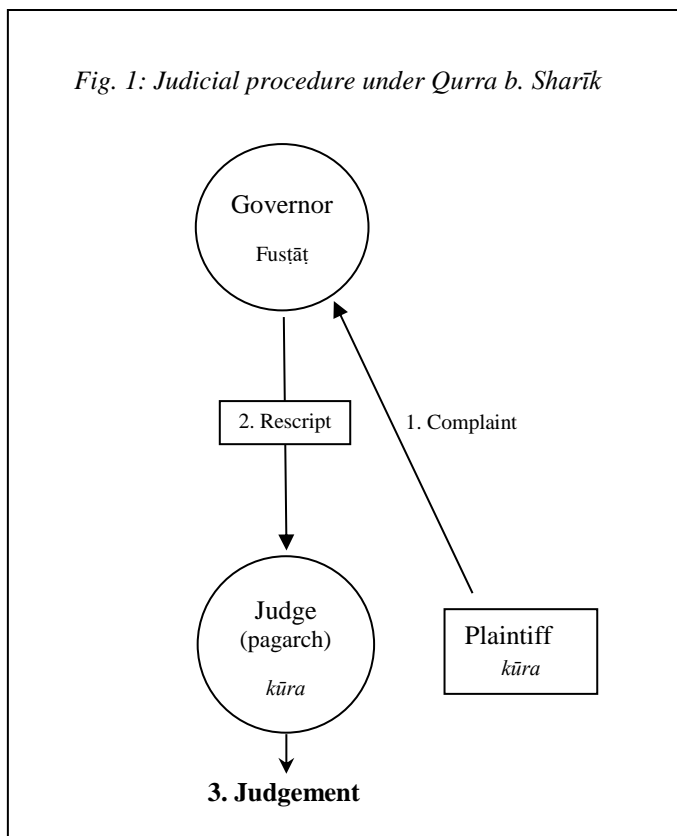 Fig. 1: Judicial procedure under Qurra b. Sharīk
Governor
Fusṭāṭ
2. Rescript
1. Complaint
Judge
(pagarch)
kūra
Plaintiff
kūra
3. Judgement